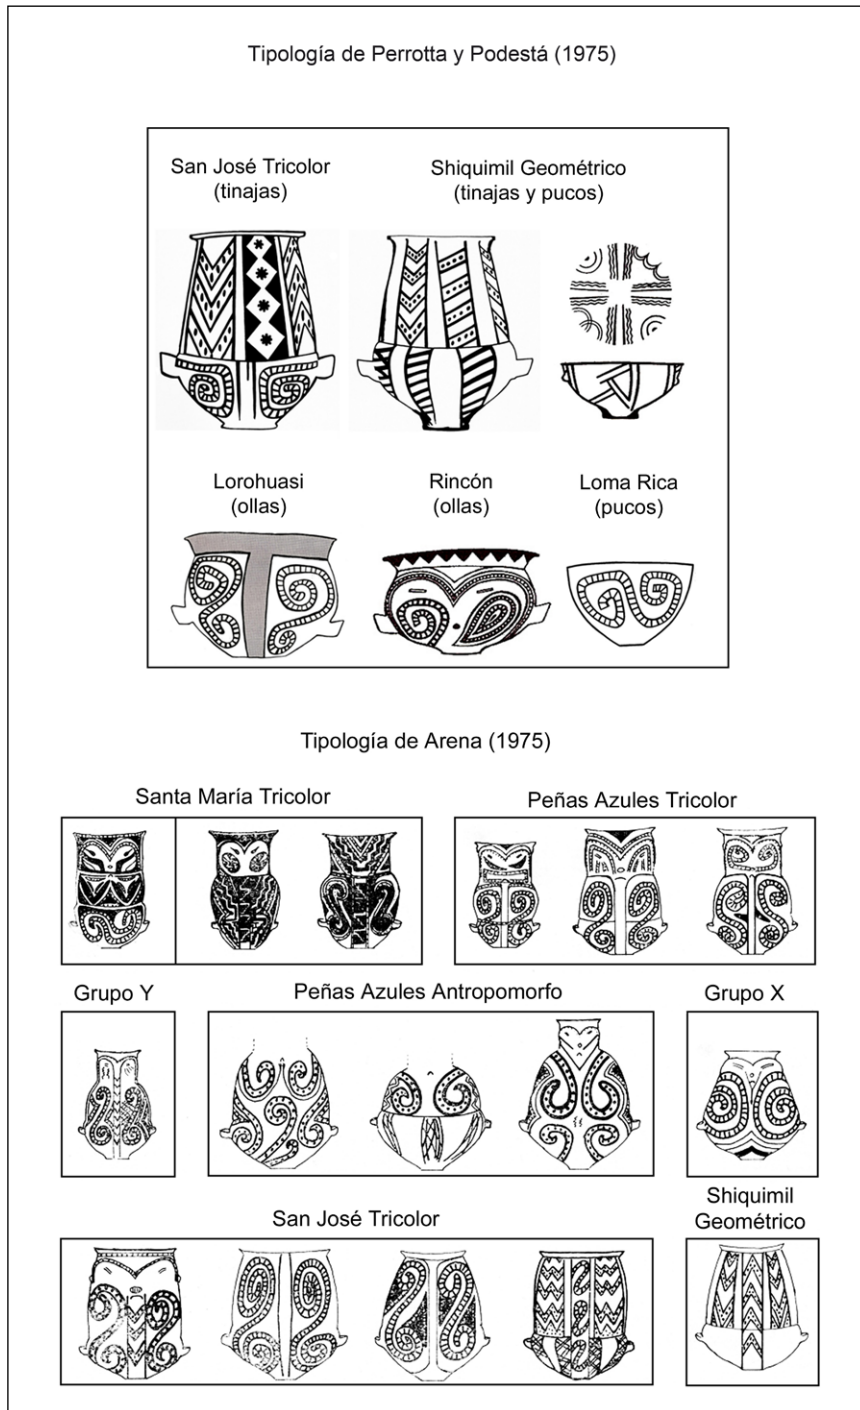 Tipología de Perrotta y Podestá (1975)
San José Tricolor
(tinajas)
Shiquimil Geométrico
(tinajas y pucos)
Lorohuasi
(ollas)
Rincón
(ollas)
Loma Rica
(pucos)
Tipología de Arena (1975)
Santa María Tricolor
Peñas Azules Tricolor
Grupo Y
Peñas Azules Antropomorfo
Grupo X
San José Tricolor
Shiquimil
Geométrico